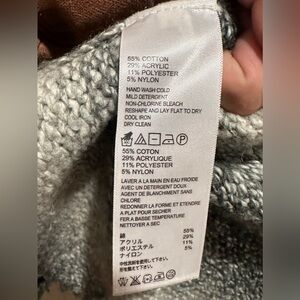 55% COTTON
29% ACRYLIC
11% POLYESTER
5% NYLON
HAND WASH COLD
MILD DETERGENT
NON-CHLORINE BLEACH
RESHAPE AND LAY FLAT TO DRY
COOL IRON
DRY CLEAN
55% COTON
29% ACRYLIQUE
11% POLYESTER
5% NYLON
LAVER A LA MAIN EN EAU FROIDE
AVEC UN DETERGENT DOUX
AGENT DE BLANCHIMENT SANS
CHLORE
REDONNER LA FORME ET ETENDRE
A PLAT POUR SECHER
FER A BASSE TEMPERATURE
NETTOYER A SEC
綿 55%
アクリル 29%
ポリエステル 11%
ナイロン 5%